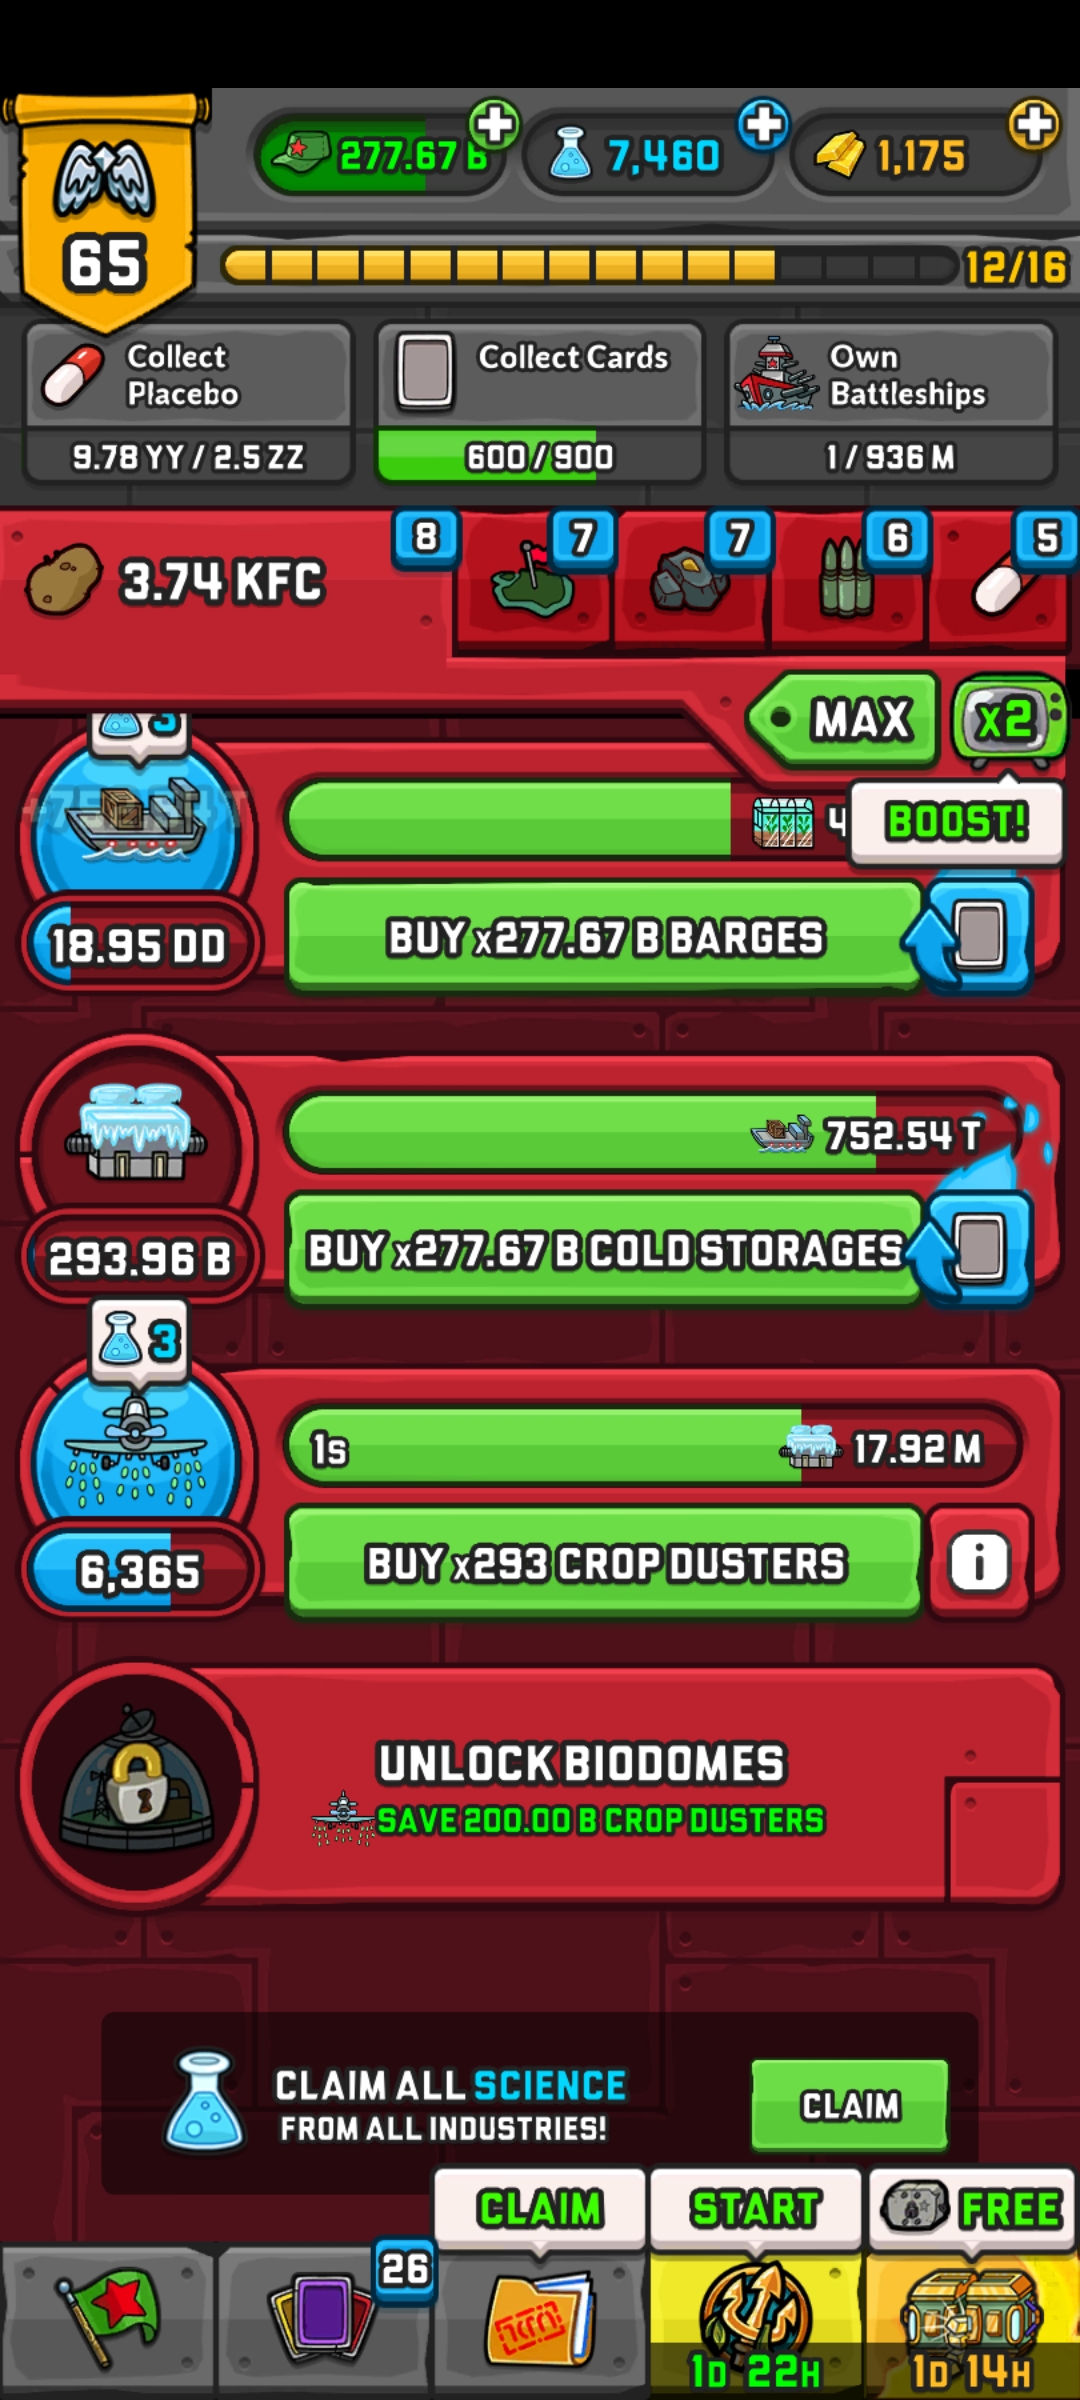 65
277.67 B
7,460
1,175
12/16
Collect Placebo
9.78 YY / 2.5 ZZ
Collect Cards
600/900
Own Battleships
1 / 936 M
3.74 KFC
8
7
7
6
5
MAX
x2
BOOST!
3
18.95 DD
4
BUY x277.67 B BARGES
293.96 B
752.54 T
BUY x277.67 B COLD STORAGES
3
6,365
1s
17.92 M
BUY x293 CROP DUSTERS
i
UNLOCK BIODOMES
SAVE 200.00 B CROP DUSTERS
CLAIM ALL SCIENCE
FROM ALL INDUSTRIES!
CLAIM
CLAIM
START
FREE
26
1D 22H
1D 14H